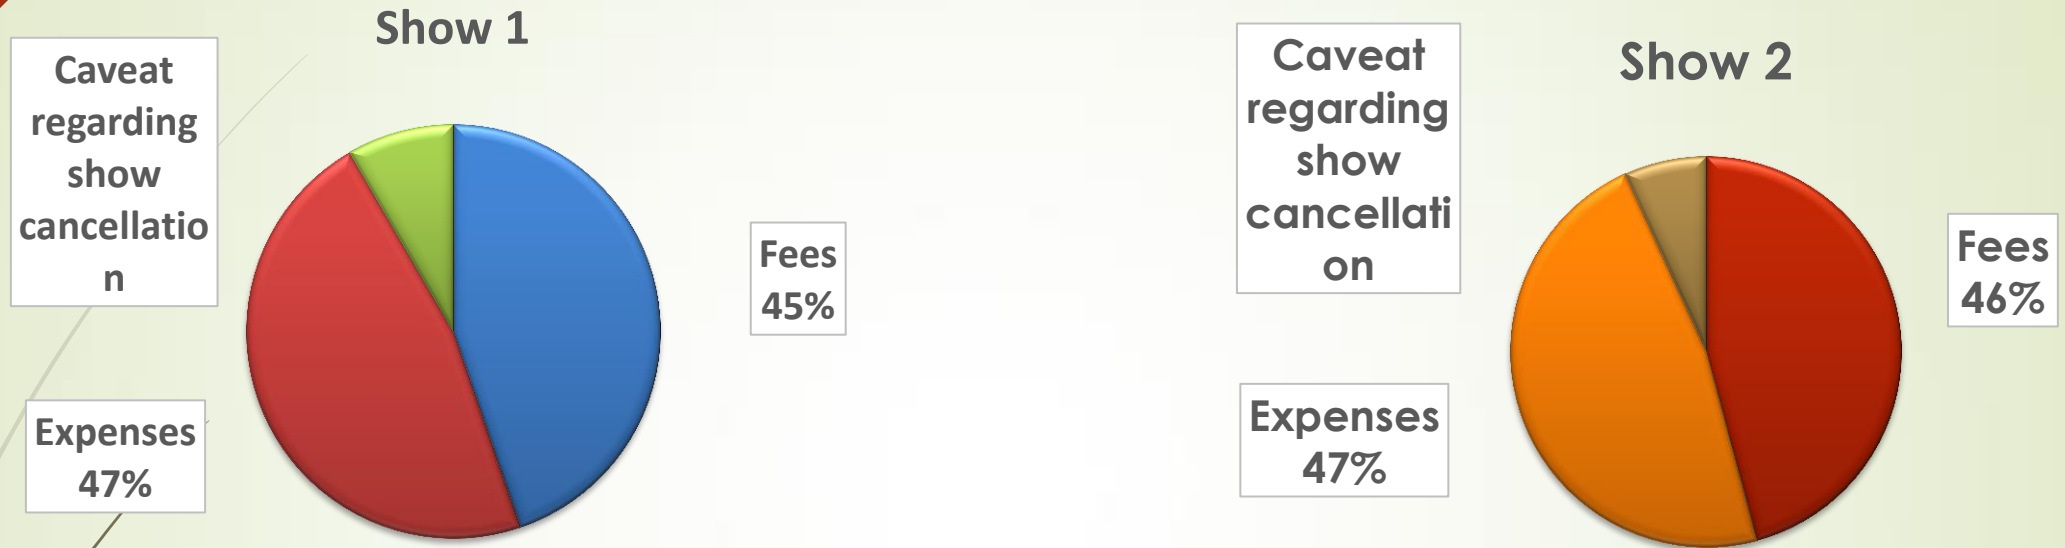 Show 1
Caveat
regarding
show
cancellatio
n
Fees
45%
Expenses
47%
Show 2
Caveat
regarding
show
cancellati
on
Fees
46%
Expenses
47%